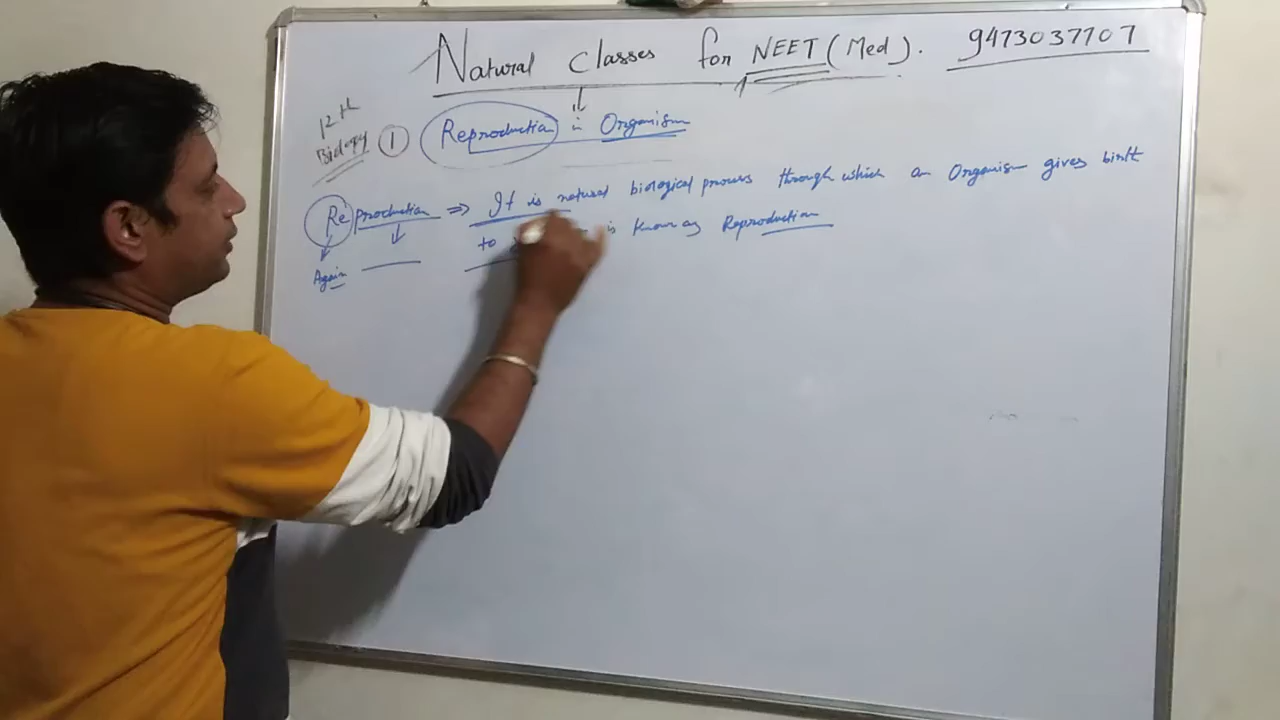 Natural Classes for NEET (Med). 9473037707
12th
Biology ① Reproduction in Organism
Reproduction ⇒ It is natural biological process through which an Organism gives birth
to is known as Reproduction
Again